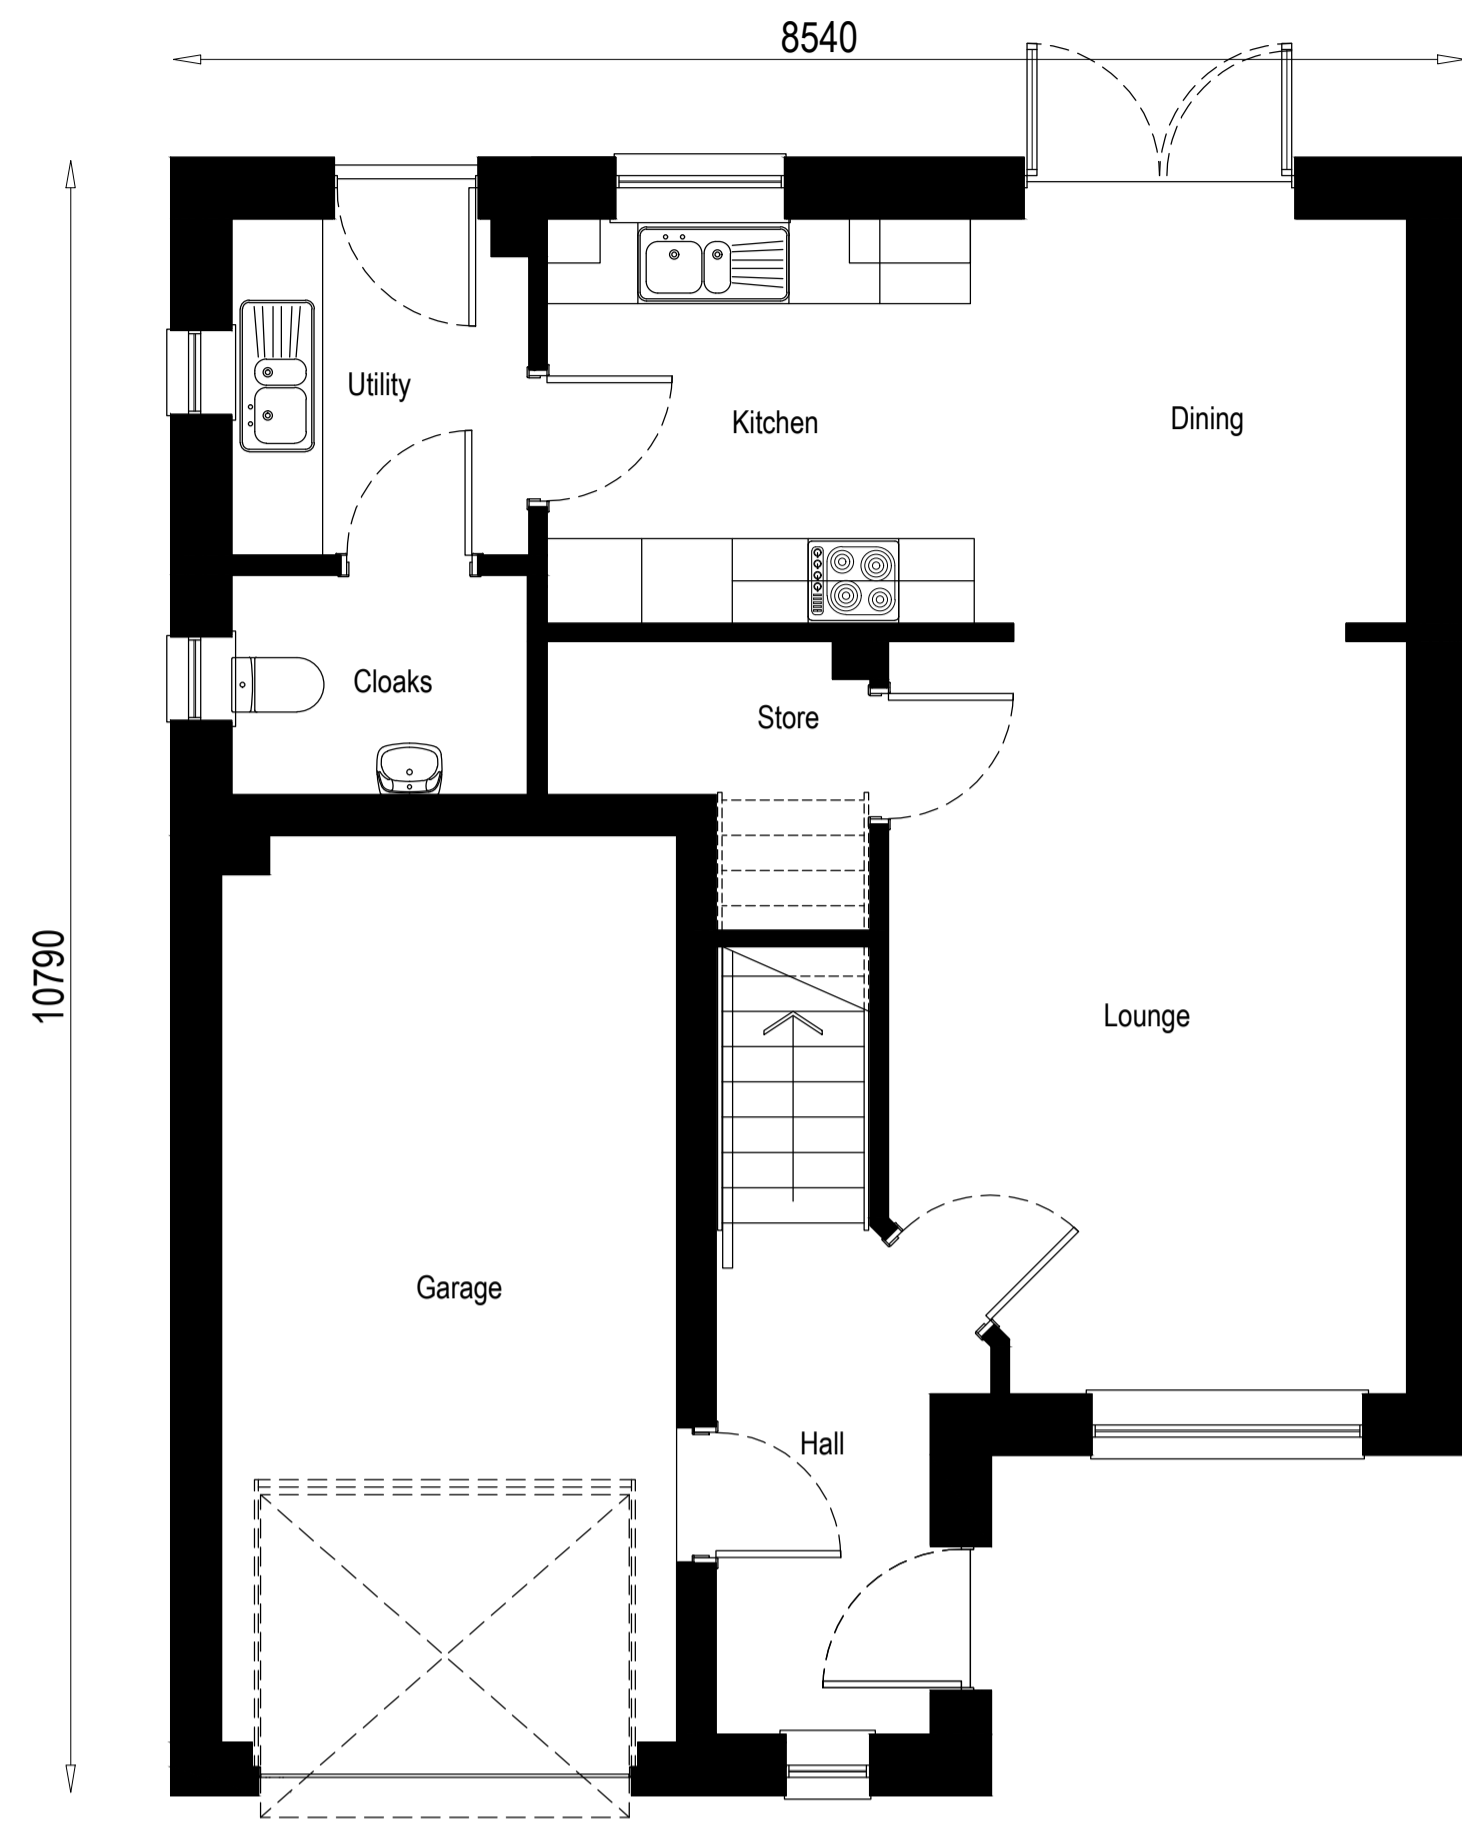 8540
Utility
Kitchen
Dining
Cloaks
Store
10790
Lounge
Garage
Hall